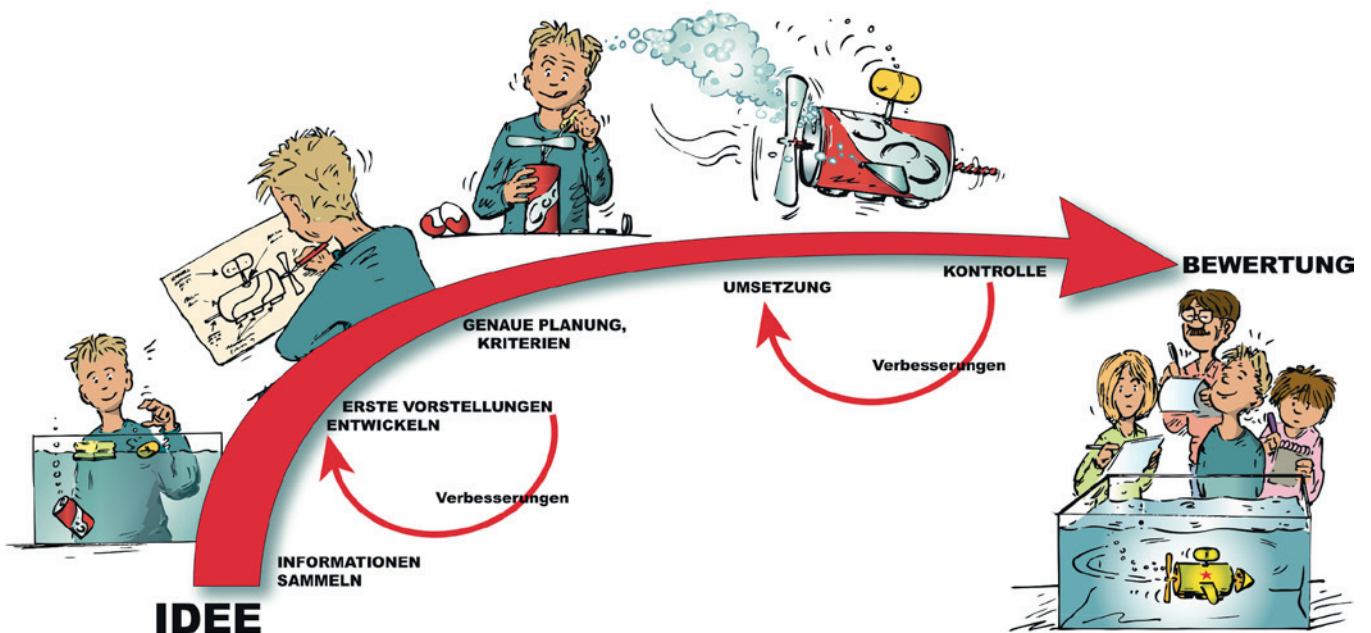 IDEE
INFORMATIONEN
SAMMELN
ERSTE VORSTELLUNGEN
ENTWICKELN
Verbesserungen
GENAUE PLANUNG,
KRITERIEN
UMSETZUNG
KONTROLLE
Verbesserungen
BEWERTUNG